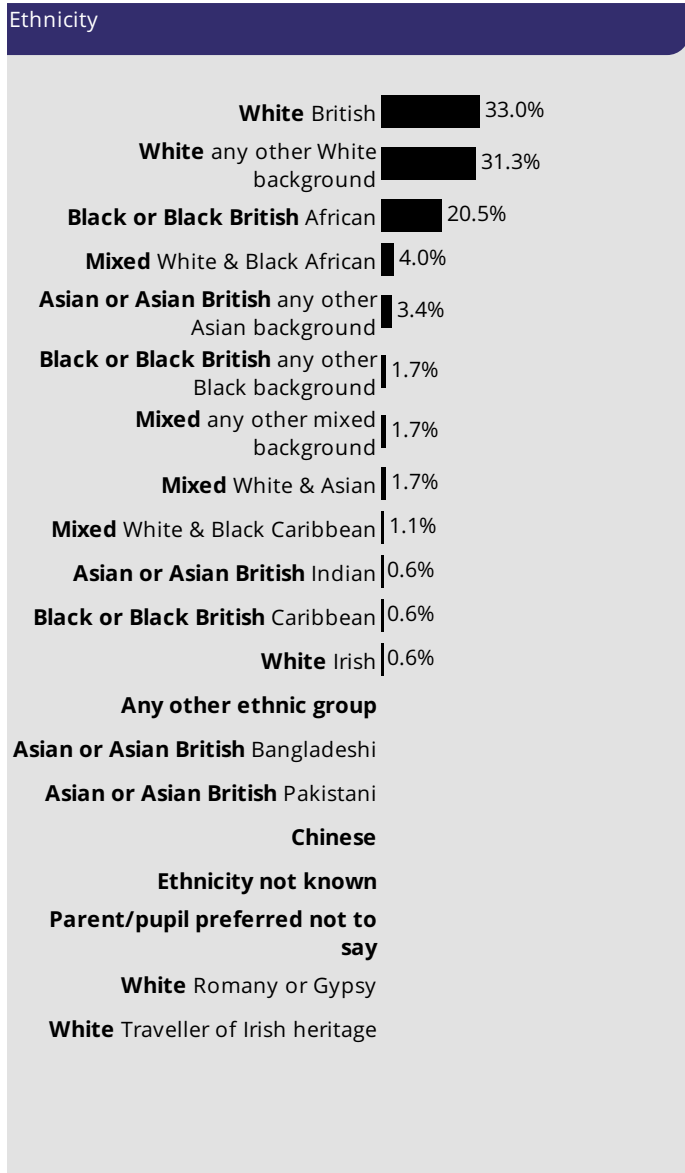 Ethnicity
White British 33.0%
White any other White
background 31.3%
Black or Black British African 20.5%
Mixed White & Black African 4.0%
Asian or Asian British any other
Asian background 3.4%
Black or Black British any other
Black background 1.7%
Mixed any other mixed
background 1.7%
Mixed White & Asian 1.7%
Mixed White & Black Caribbean 1.1%
Asian or Asian British Indian 0.6%
Black or Black British Caribbean 0.6%
White Irish 0.6%
Any other ethnic group
Asian or Asian British Bangladeshi
Asian or Asian British Pakistani
Chinese
Ethnicity not known
Parent/pupil preferred not to
say
White Romany or Gypsy
White Traveller of Irish heritage